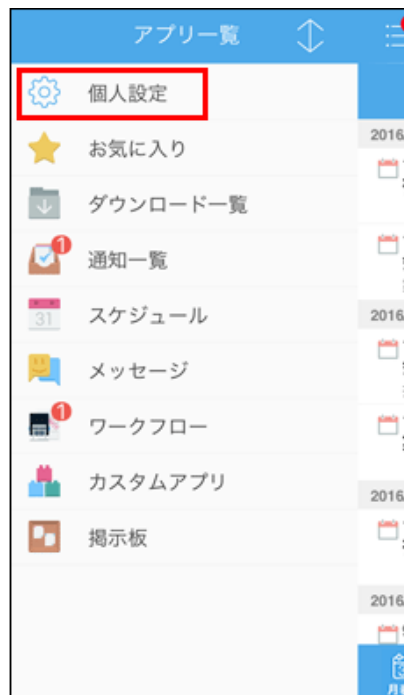 アプリ一覧
個人設定
お気に入り
2016
ダウンロード一覧
1
通知一覧
31
スケジュール
2016
メッセージ
1
ワークフロー
カスタムアプリ
2016
掲示板
2016